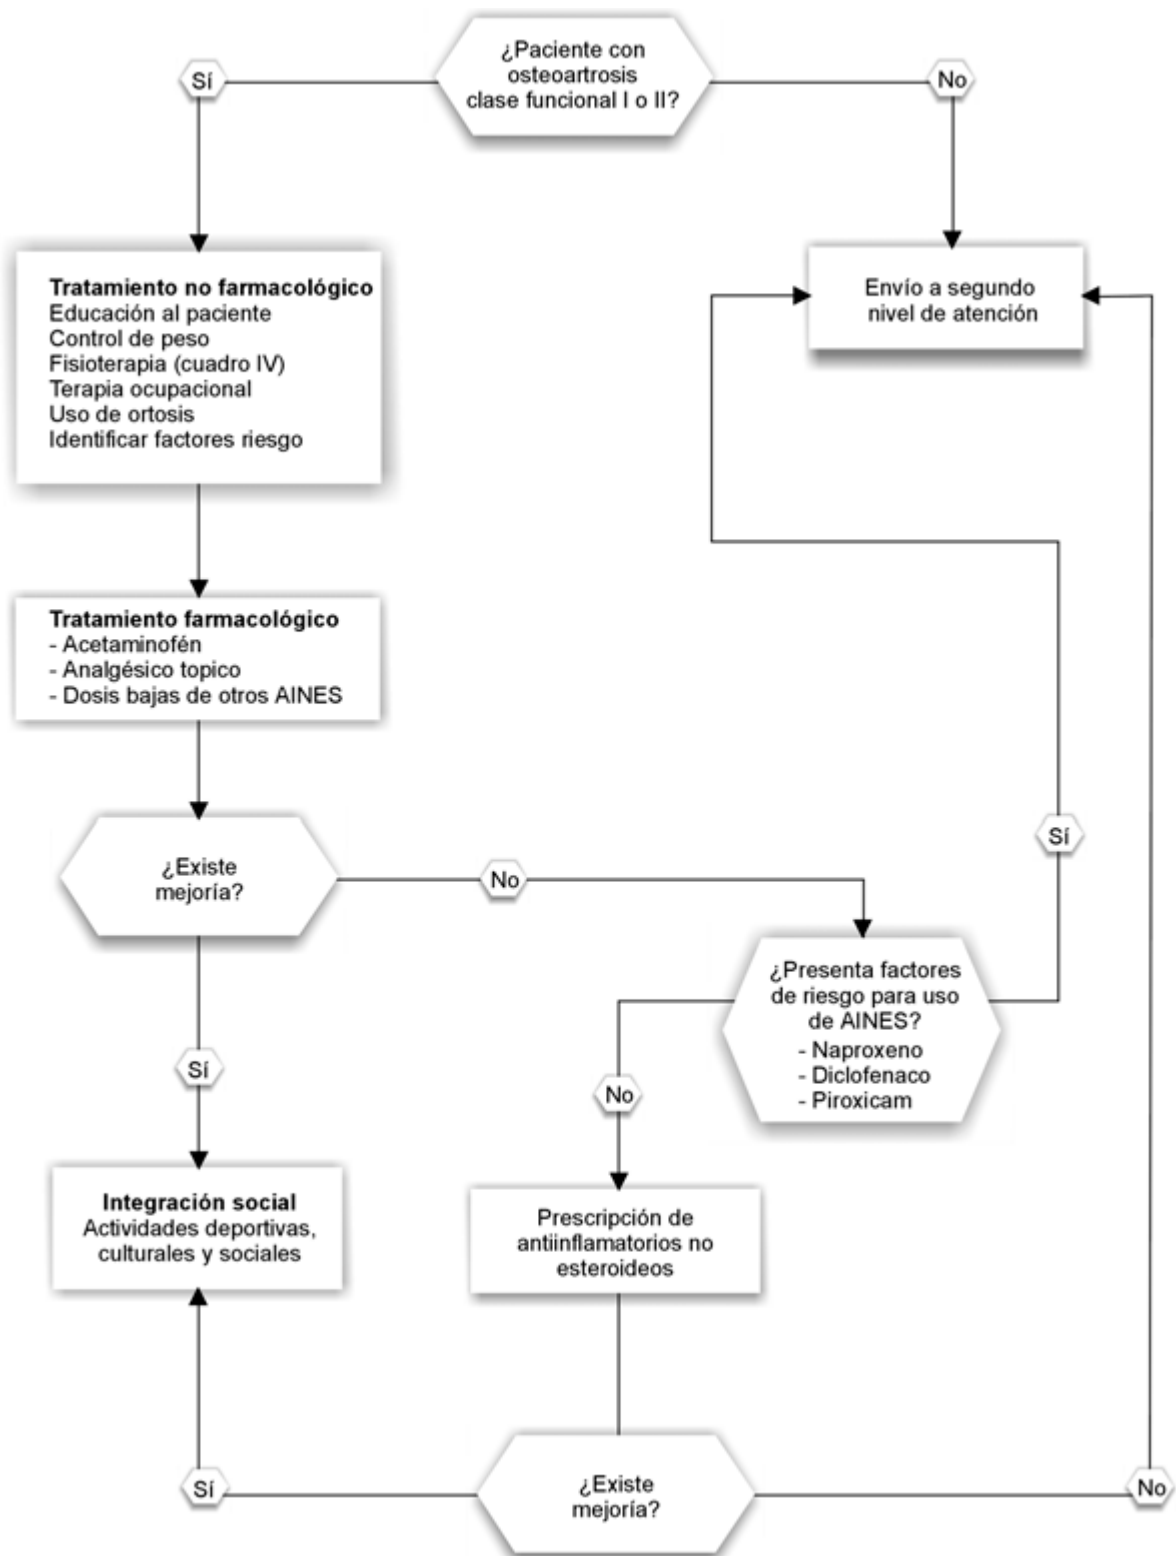 ¿Paciente con
osteoartrosis
clase funcional I o II?
Sí
No
Tratamiento no farmacológico
Educación al paciente
Control de peso
Fisioterapia (cuadro IV)
Terapia ocupacional
Uso de ortosis
Identificar factores riesgo
Envío a segundo
nivel de atención
Tratamiento farmacológico
- Acetaminofén
- Analgésico topico
- Dosis bajas de otros AINES
¿Existe
mejoría?
No
Sí
¿Presenta factores
de riesgo para uso
de AINES?
- Naproxeno
- Diclofenaco
- Piroxicam
Sí
No
Integración social
Actividades deportivas,
culturales y sociales
Prescripción de
antiinflamatorios no
esteroideos
¿Existe
mejoría?
Sí
No